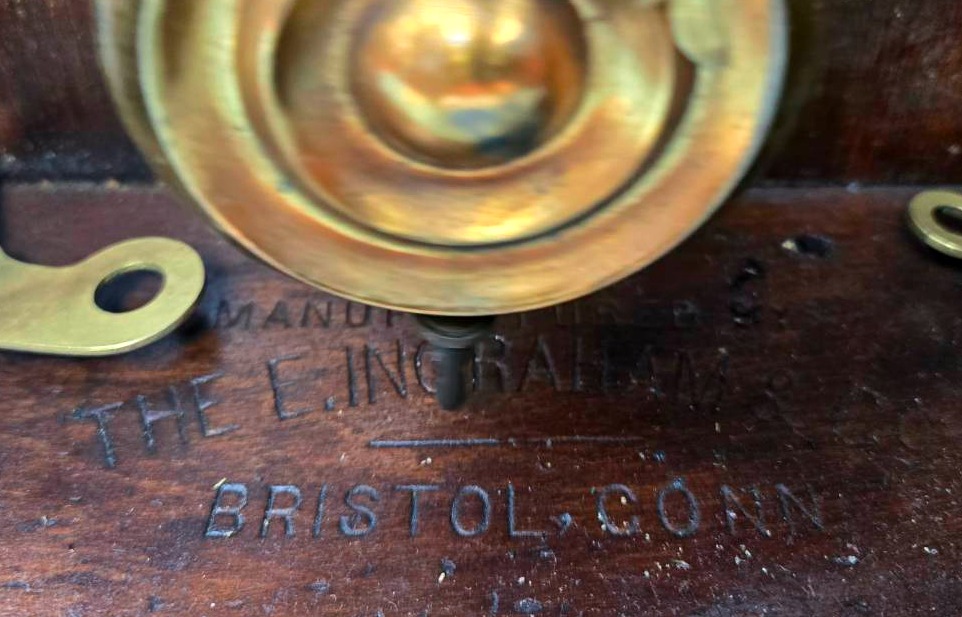 THE E. INGRAHAM
BRISTOL, CONN